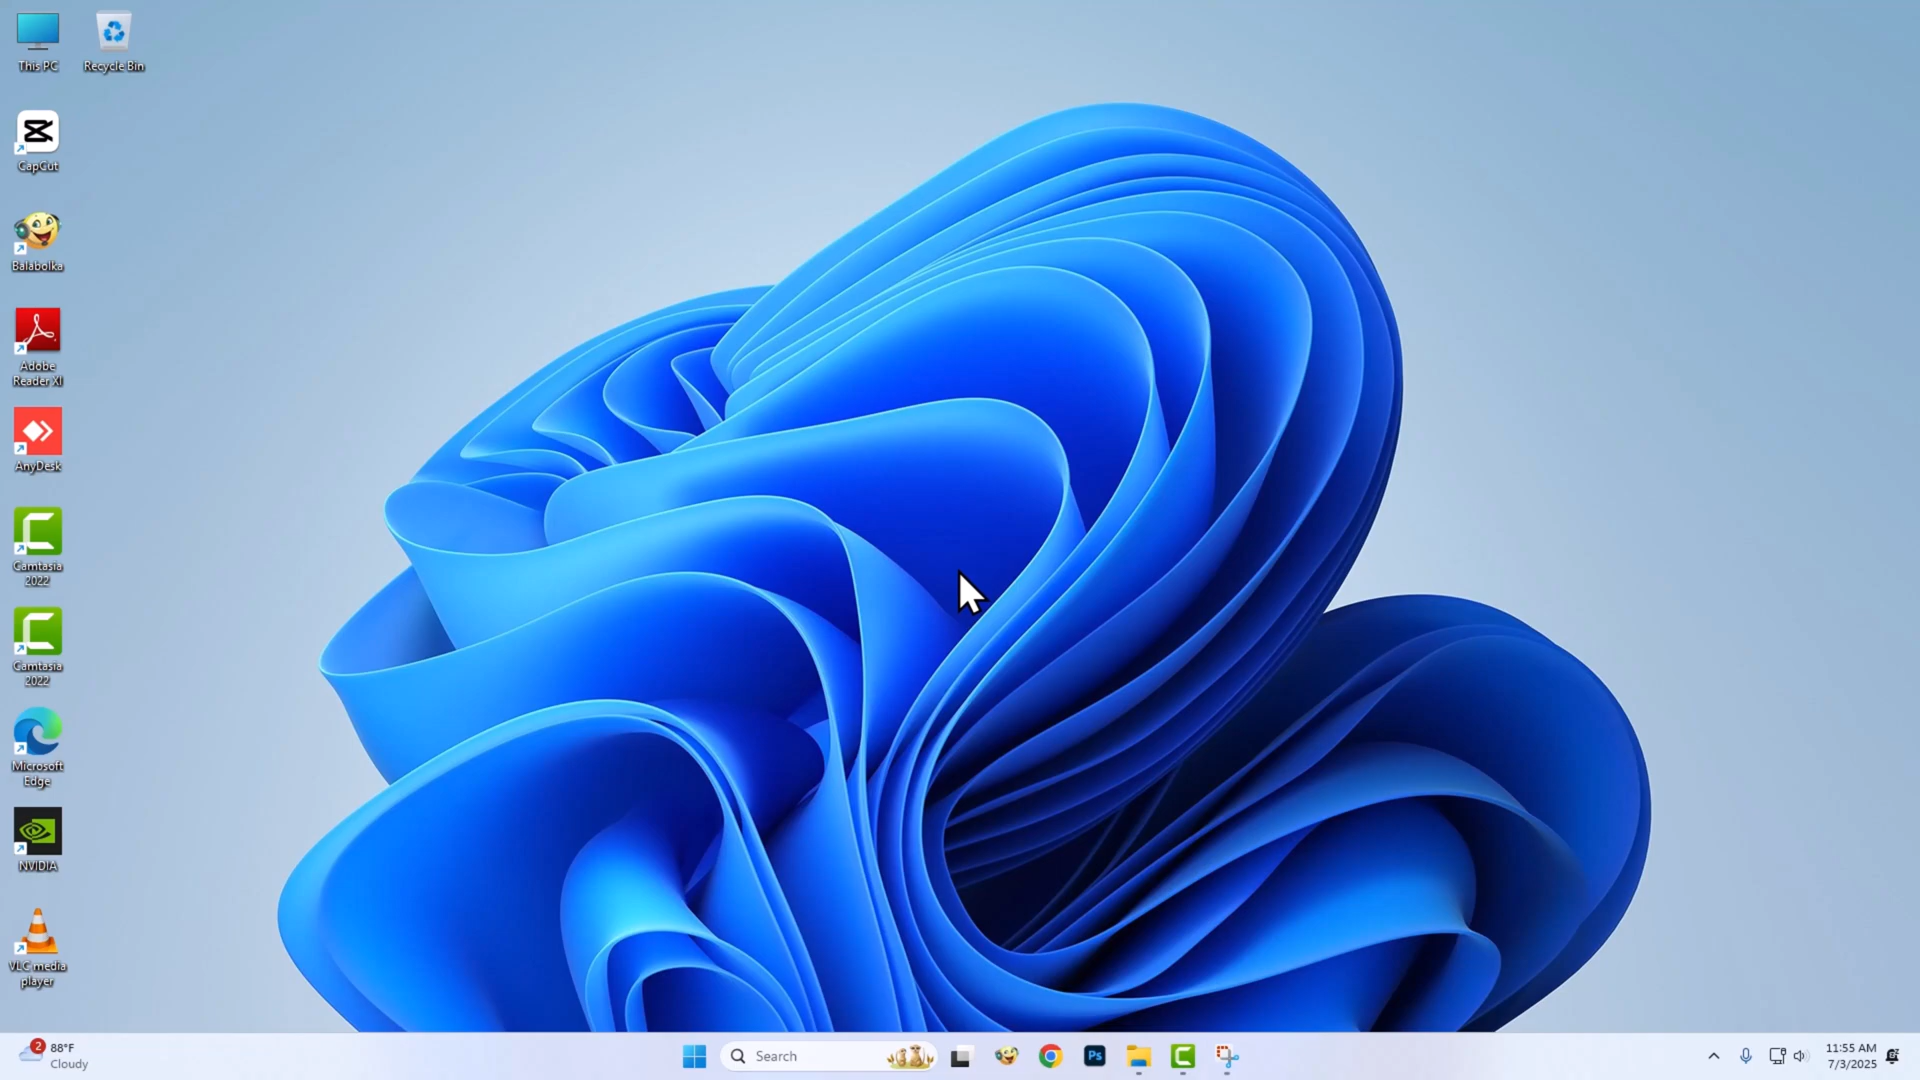 This PC
Recycle Bin
CapCut
Balabolka
Adobe
Reader XI
AnyDesk
Camtasia
2022
Camtasia
2022
Microsoft
Edge
NVIDIA
VLC media
player
2
88°F
Cloudy
Search
Ps
11:55 AM
7/3/2025